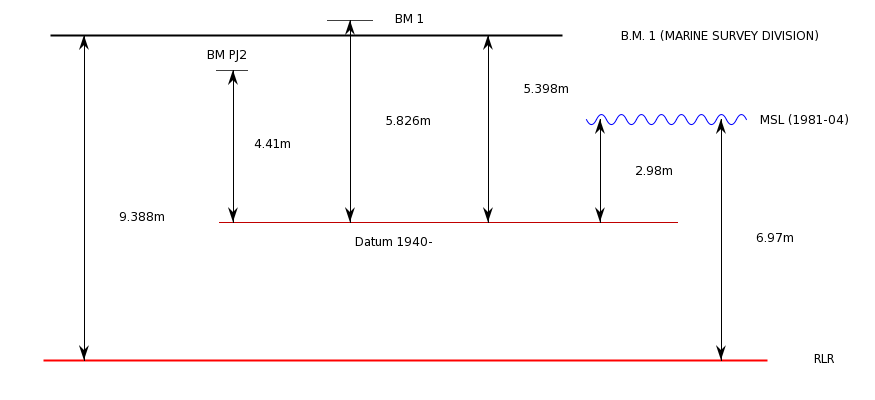 BM 1
B.M. 1 (MARINE SURVEY DIVISION)
BM PJ2
5.398m
5.826m
MSL (1981-04)
4.41m
2.98m
9.388m
6.97m
Datum 1940-
RLR